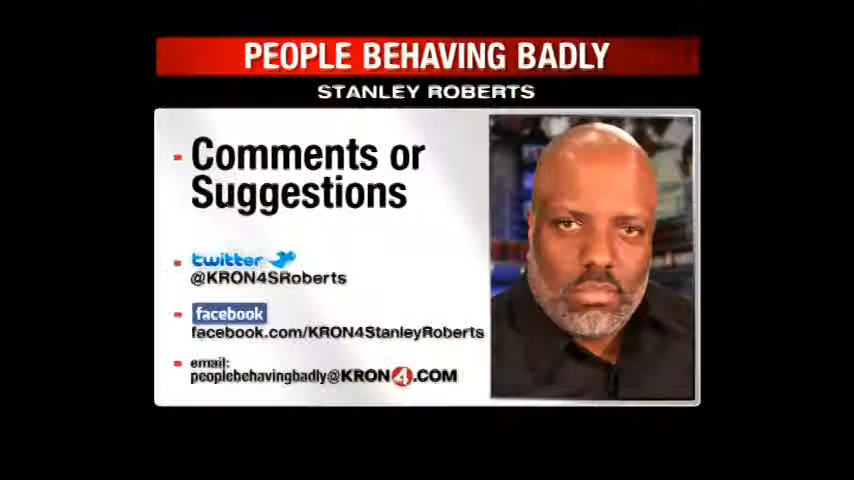 PEOPLE BEHAVING BADLY
STANLEY ROBERTS
- Comments or
Suggestions
- twitter
@KRON4SRoberts
- facebook
facebook.com/KRON4StanleyRoberts
- email:
peoplebehavingbadly@KRON4.COM